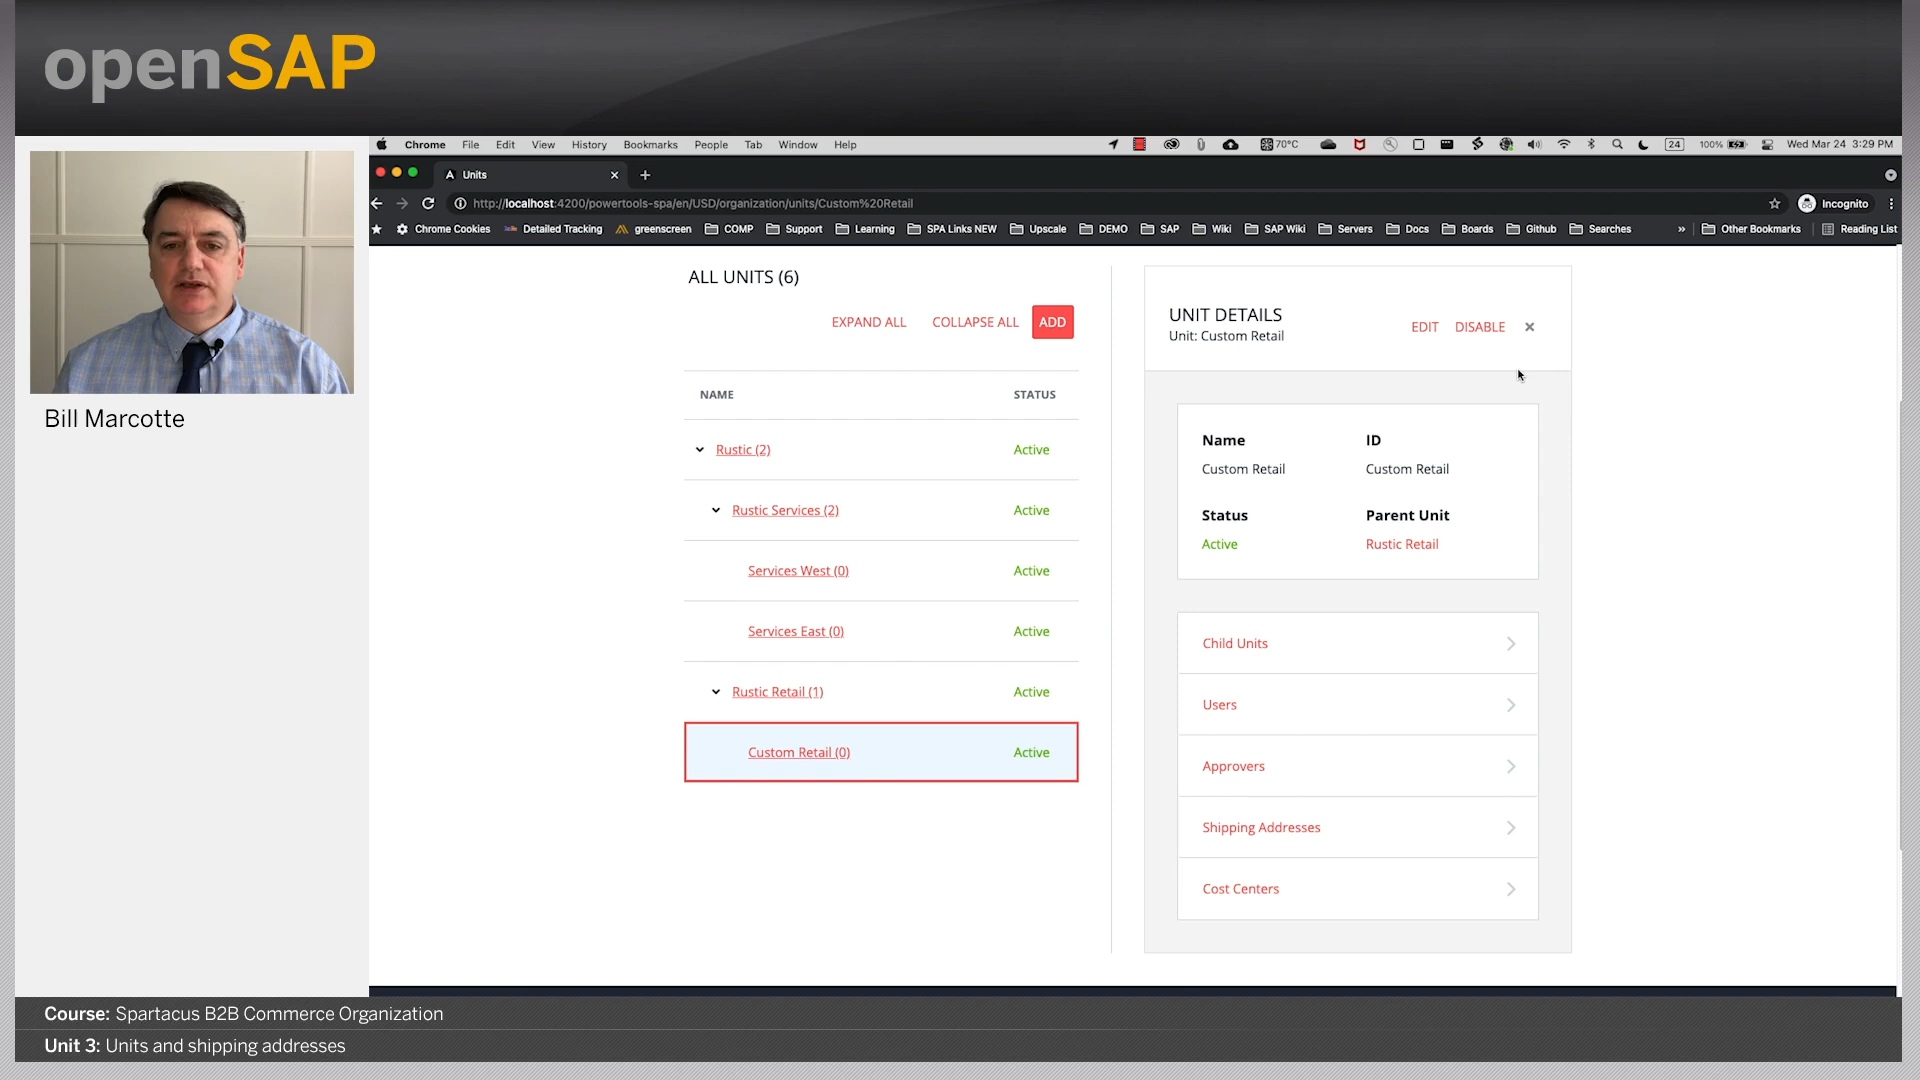 openSAP
Bill Marcotte
Chrome File Edit View History Bookmarks People Tab Window Help
70°C 24 100% Wed Mar 24 3:29 PM
Units
http://localhost:4200/powertools-spa/en/USD/organization/units/Custom%20Retail
Incognito
Chrome Cookies Detailed Tracking greenscreen COMP Support Learning SPA Links NEW Upscale DEMO SAP Wiki SAP Wiki Servers Docs Boards Github Searches » Other Bookmarks Reading List
ALL UNITS (6)
EXPAND ALL COLLAPSE ALL ADD
NAME STATUS
Rustic (2) Active
Rustic Services (2) Active
Services West (0) Active
Services East (0) Active
Rustic Retail (1) Active
Custom Retail (0) Active
UNIT DETAILS
Unit: Custom Retail
EDIT DISABLE
Name ID
Custom Retail Custom Retail
Status Parent Unit
Active Rustic Retail
Child Units
Users
Approvers
Shipping Addresses
Cost Centers
Course: Spartacus B2B Commerce Organization
Unit 3: Units and shipping addresses